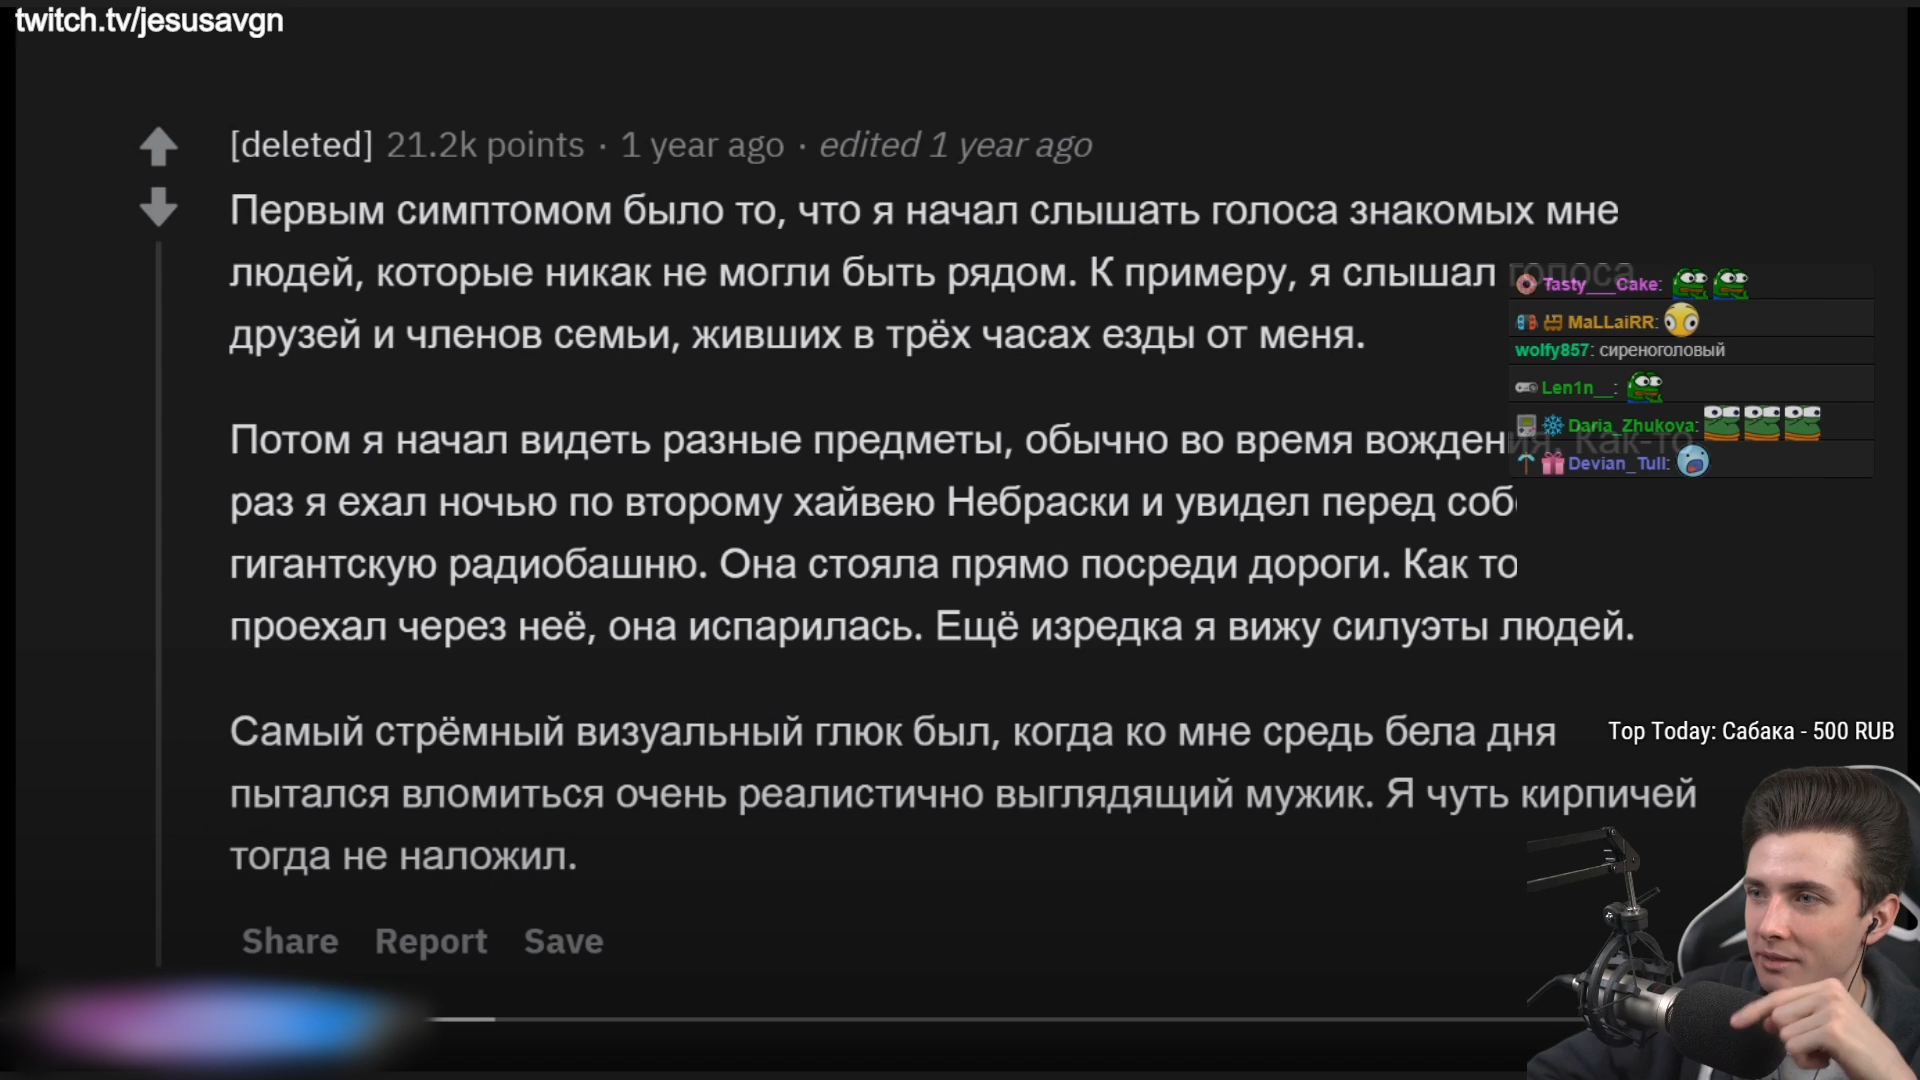 twitch.tv/jesusavgn
[deleted] 21.2k points · 1 year ago · edited 1 year ago
Первым симптомом было то, что я начал слышать голоса знакомых мне
людей, которые никак не могли быть рядом. К примеру, я слышал голоса
друзей и членов семьи, живших в трёх часах езды от меня.
Потом я начал видеть разные предметы, обычно во время вождения. Как-то
раз я ехал ночью по второму хайвею Небраски и увидел перед
гигантскую радиобашню. Она стояла прямо посреди дороги. Как
проехал через неё, она испарилась. Ещё изредка я вижу силуэты людей.
Самый стрёмный визуальный глюк был, когда ко мне средь бела дня
пытался вломиться очень реалистично выглядящий мужик. Я чуть кирпичей
тогда не наложил.
Share Report Save
Tasty___Cake:
MaLLaiRR:
wolfy857: сиреноголовый
Len1n__:
Daria_Zhukova:
Devian_Tull:
Top Today: Сабака - 500 RUB